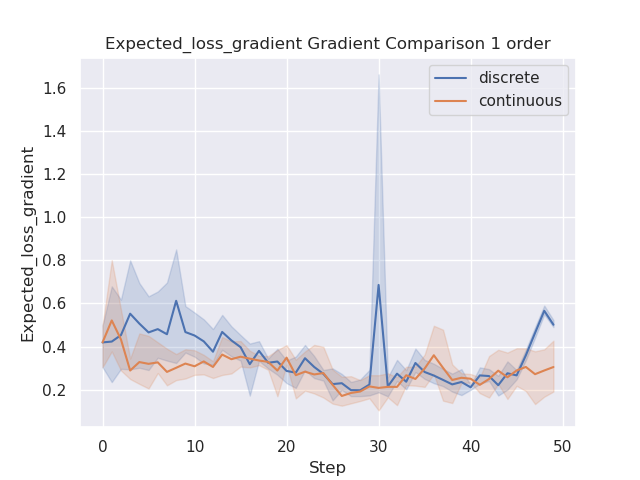 Expected_loss_gradient Gradient Comparison 1 order
discrete
continuous
1.6
1.4
1.2
1.0
0.8
0.6
0.4
0.2
Expected_loss_gradient
0
10
20
30
40
50
Step